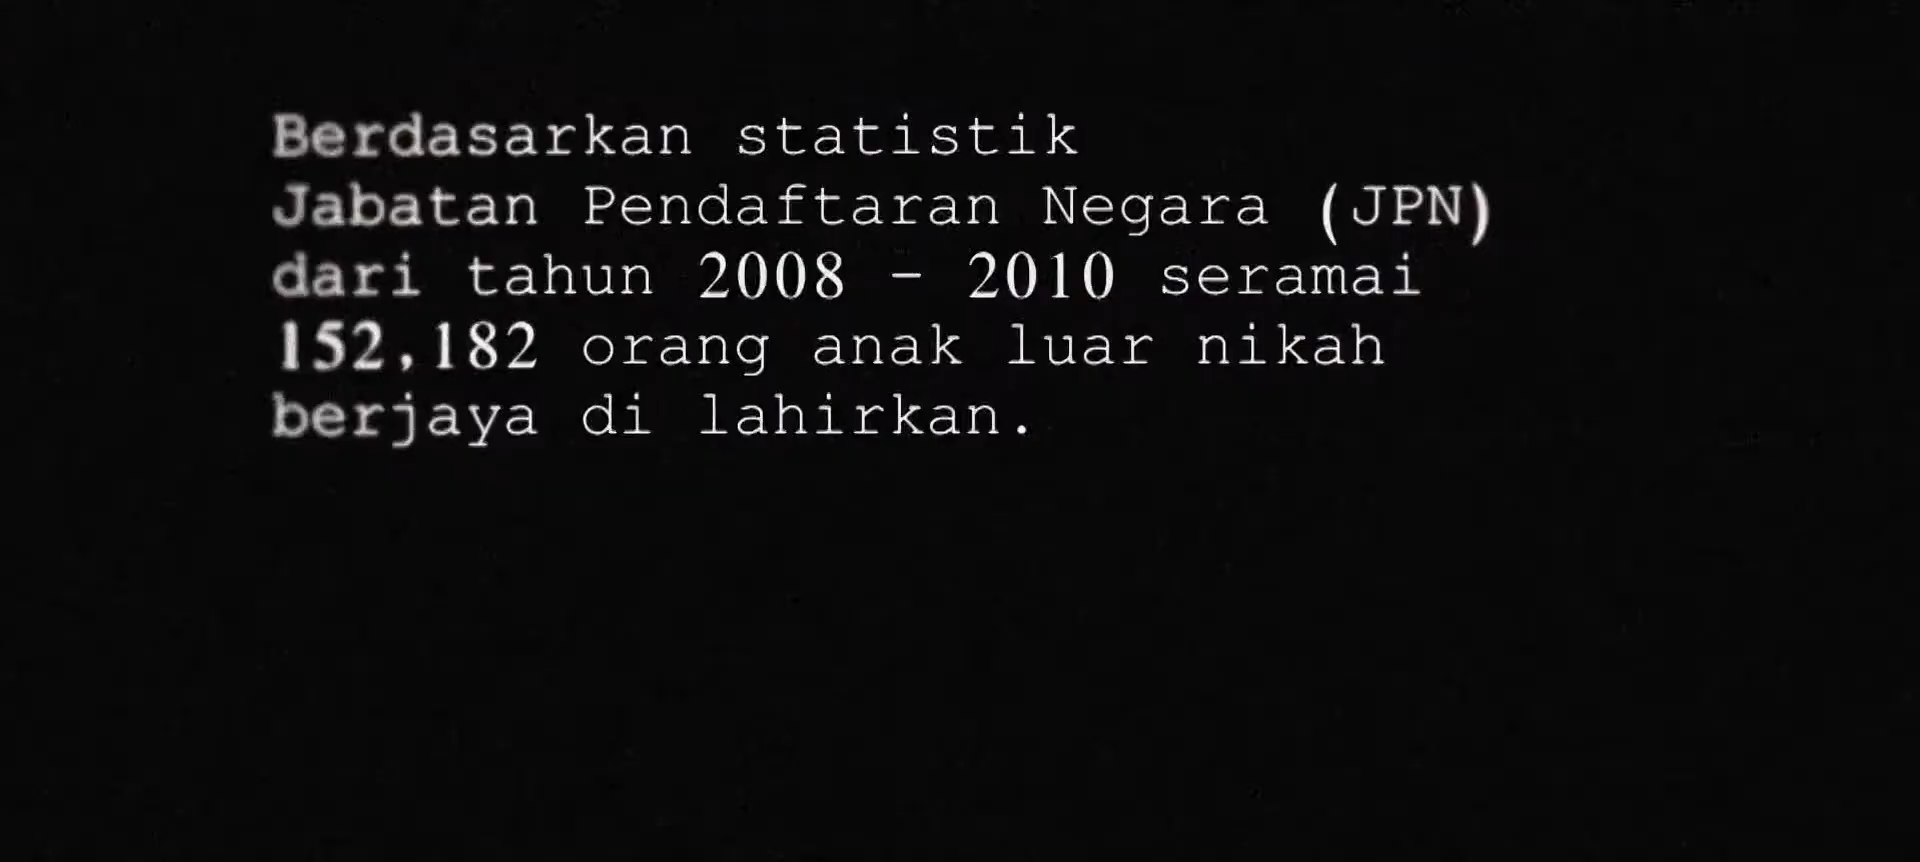 Berdasarkan statistik
Jabatan Pendaftaran Negara (JPN)
dari tahun 2008 - 2010 seramai
152,182 orang anak luar nikah
berjaya di lahirkan.